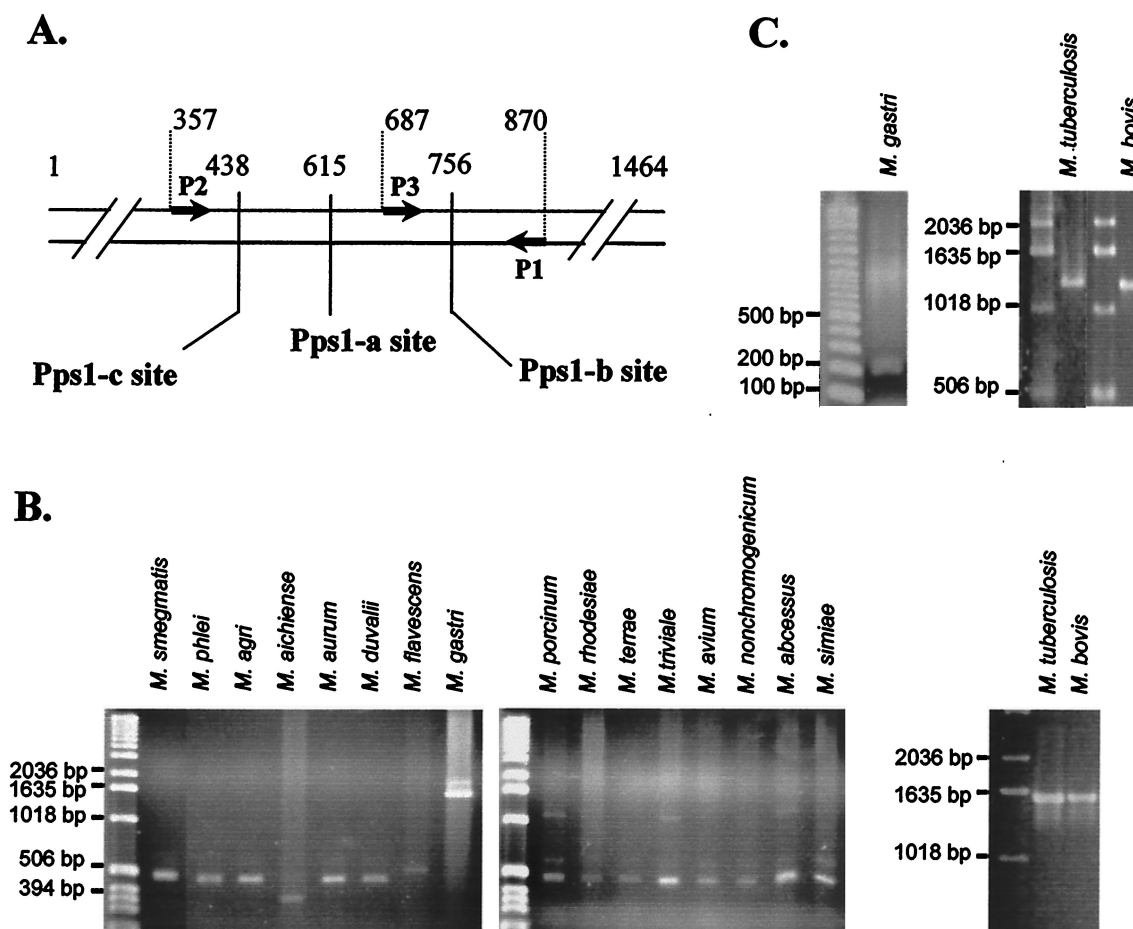 A.
357
687
870
1
438
615
756
1464
P2
P3
P1
Pps1-c site
Pps1-a site
Pps1-b site
C.
M. gastri
M. tuberculosis
M. bovis
500 bp
200 bp
100 bp
2036 bp
1635 bp
1018 bp
506 bp
B.
M. smegmatis
M. phlei
M. agri
M. aichiense
M. aurum
M. duvalii
M. flavescens
M. gastri
M. porcinum
M. rhodesiae
M. terrae
M.triviale
M. avium
M. nonchromogenicum
M. abcessus
M. simiae
M. tuberculosis
M. bovis
2036 bp
1635 bp
1018 bp
506 bp
394 bp
2036 bp
1635 bp
1018 bp